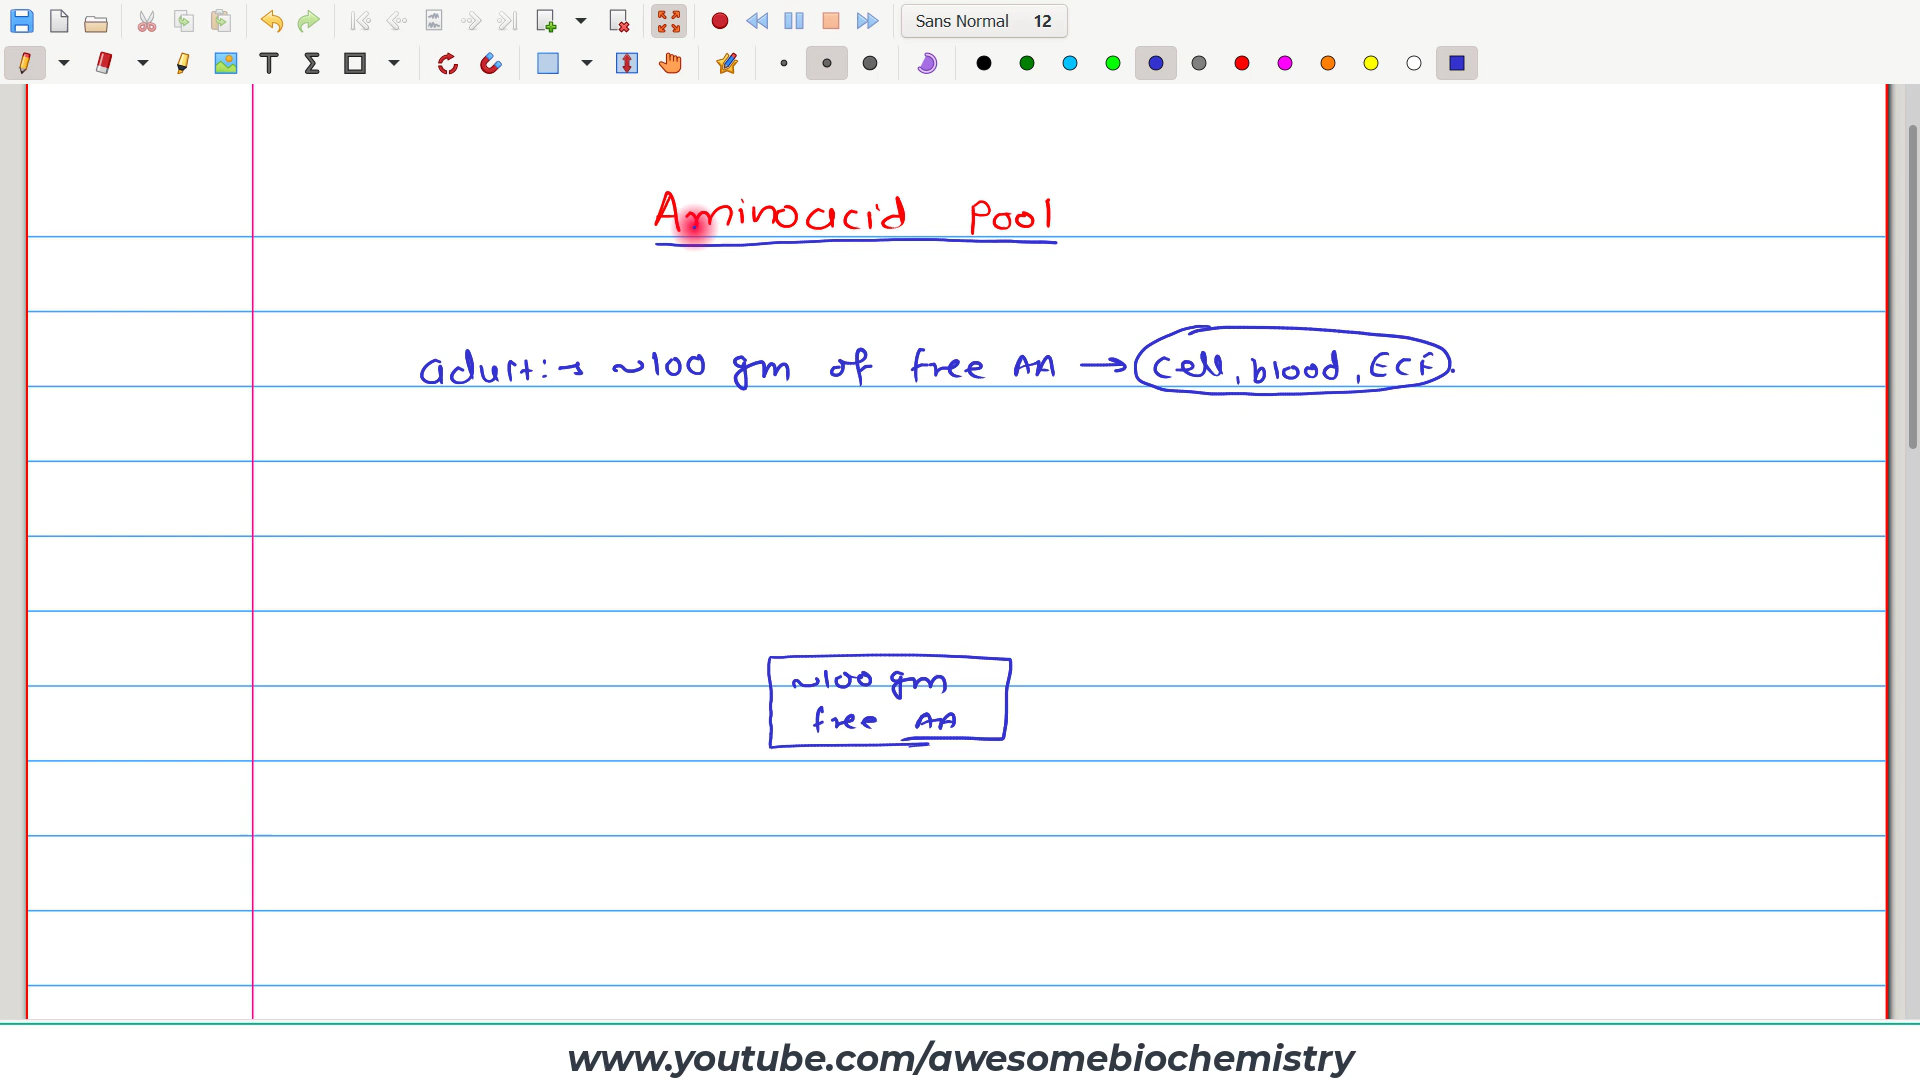 Sans Normal 12
Aminoacid Pool
adult:→ ~100 gm of free AA → cell, blood, ECF.
~100 gm
free AA
www.youtube.com/awesomebiochemistry